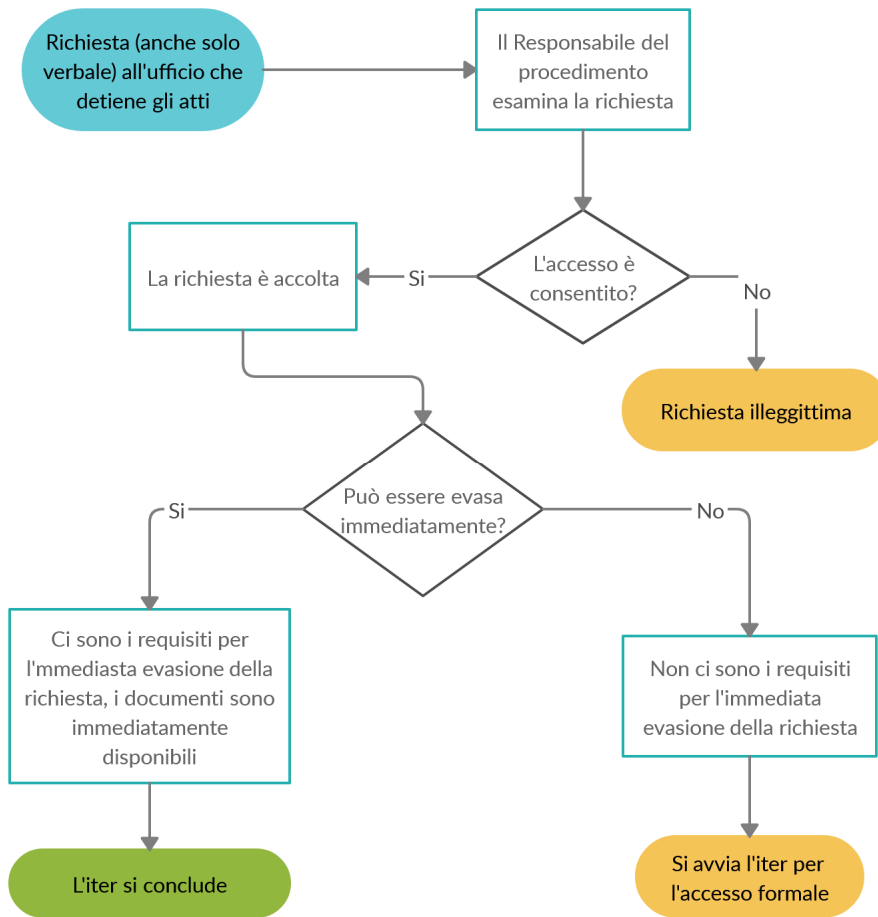 Richiesta (anche solo
verbale) all'ufficio che
detiene gli atti
Il Responsabile del
procedimento
esamina la richiesta
L'accesso è
consentito?
Si
La richiesta è accolta
No
Richiesta illeggittima
Può essere evasa
immediatamente?
Si
No
Ci sono i requisiti per
l'mmediasta evasione della
richiesta, i documenti sono
immediatamente
disponibili
Non ci sono i requisiti
per l'immediata
evasione della richiesta
L'iter si conclude
Si avvia l'iter per
l'accesso formale